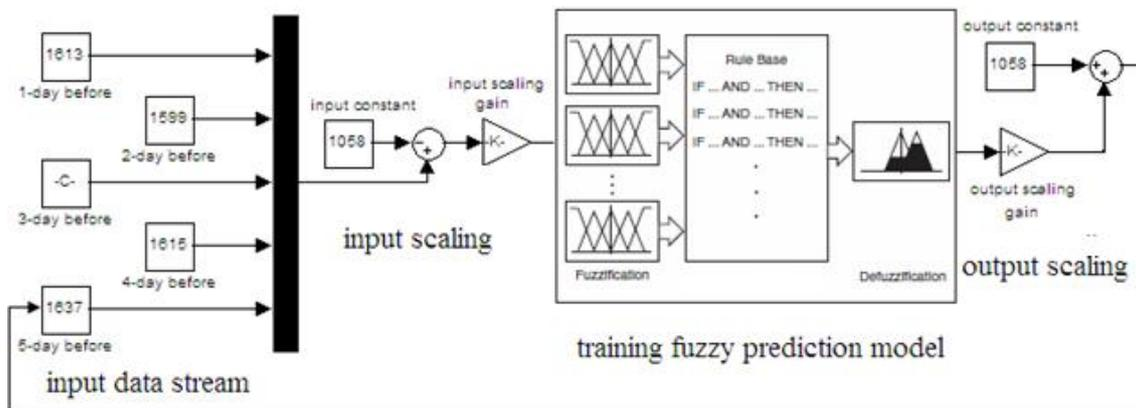 1613
1-day before
1599
2-day before
-C-
3-day before
1615
4-day before
1637
5-day before
input data stream
input constant
1058
input scaling
gain
-K-
input scaling
Rule Base
IF ... AND ... THEN ...
IF ... AND ... THEN ...
IF ... AND ... THEN ...
Fuzzification
Defuzzification
training fuzzy prediction model
output constant
1058
-K-
output scaling
gain
output scaling